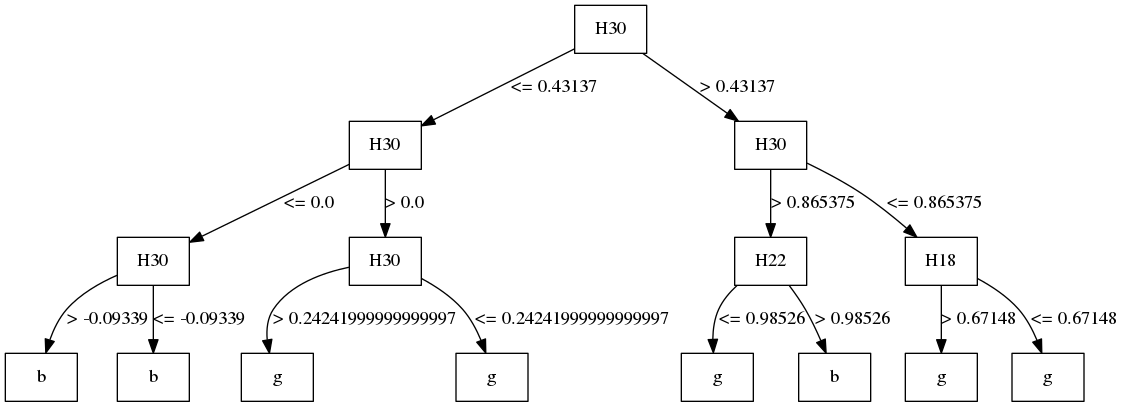 H30
<= 0.43137
> 0.43137
H30
H30
<= 0.0
> 0.0
> 0.865375
<= 0.865375
H30
H30
H22
H18
> -0.09339
<= -0.09339
> 0.24241999999999997
<= 0.24241999999999997
<= 0.98526
> 0.98526
> 0.67148
<= 0.67148
b
b
g
g
g
b
g
g